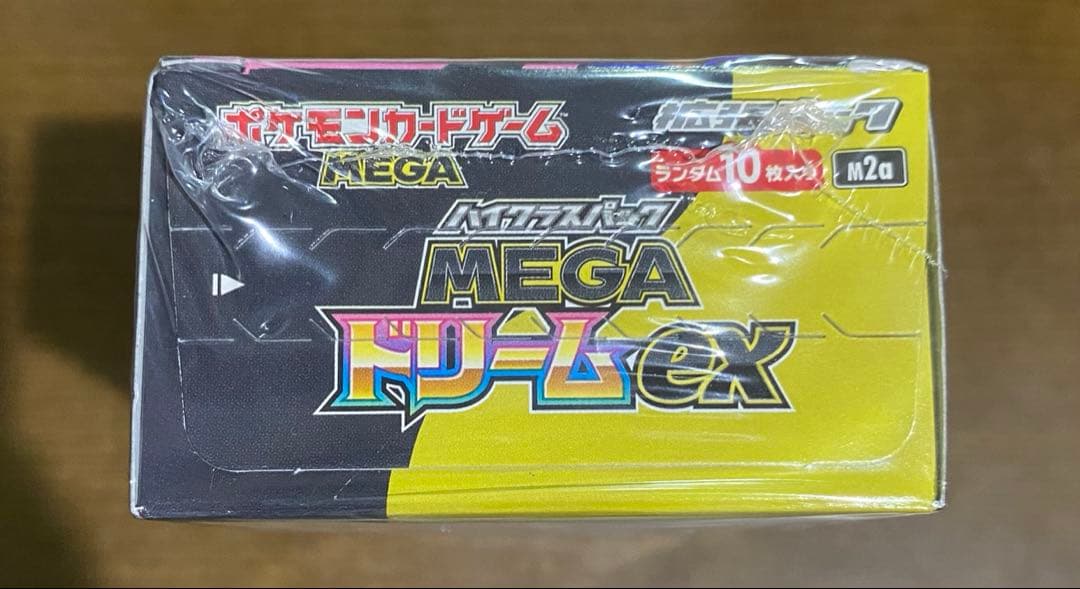 ポケモンカードゲーム™
MEGA
拡張パック
ランダム10枚入り
M2a
ハイクラスパック
MEGA
ドリームex